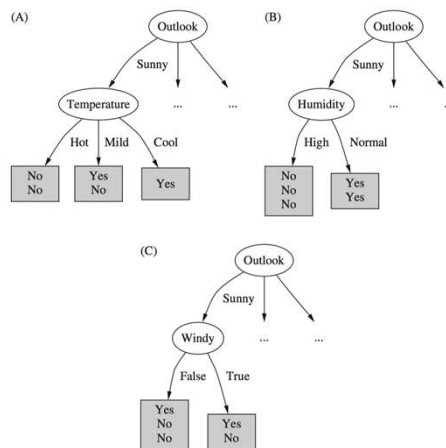 (A)
Outlook
Sunny
Temperature
...
...
Hot
Mild
Cool
No
No
Yes
No
Yes
(B)
Outlook
Sunny
Humidity
...
..
High
Normal
No
No
No
Yes
Yes
(C)
Outlook
Sunny
Windy
...
...
False
True
Yes
No
No
Yes
No